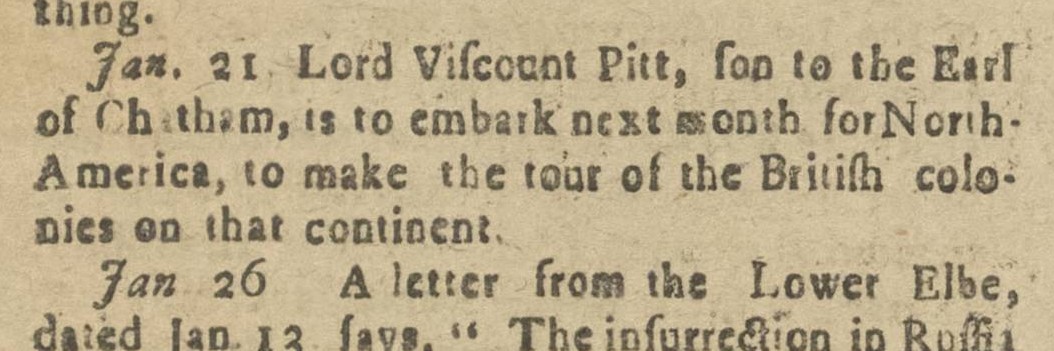 thing.
Jan. 21. Lord Viſcount Pitt, ſon to the Earl
of Chatham, is to embark next month for North-
America, to make the tour of the Britiſh colo-
nies on that continent.
Jan 26 A letter from the Lower Elbe,
dated Jan. 13 ſays, “ The inſurrection in Ruſſia